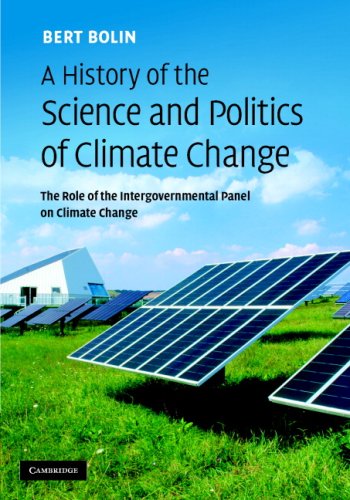 BERT BOLIN
A History of the
Science and Politics
of Climate Change
The Role of the Intergovernmental Panel
on Climate Change
CAMBRIDGE